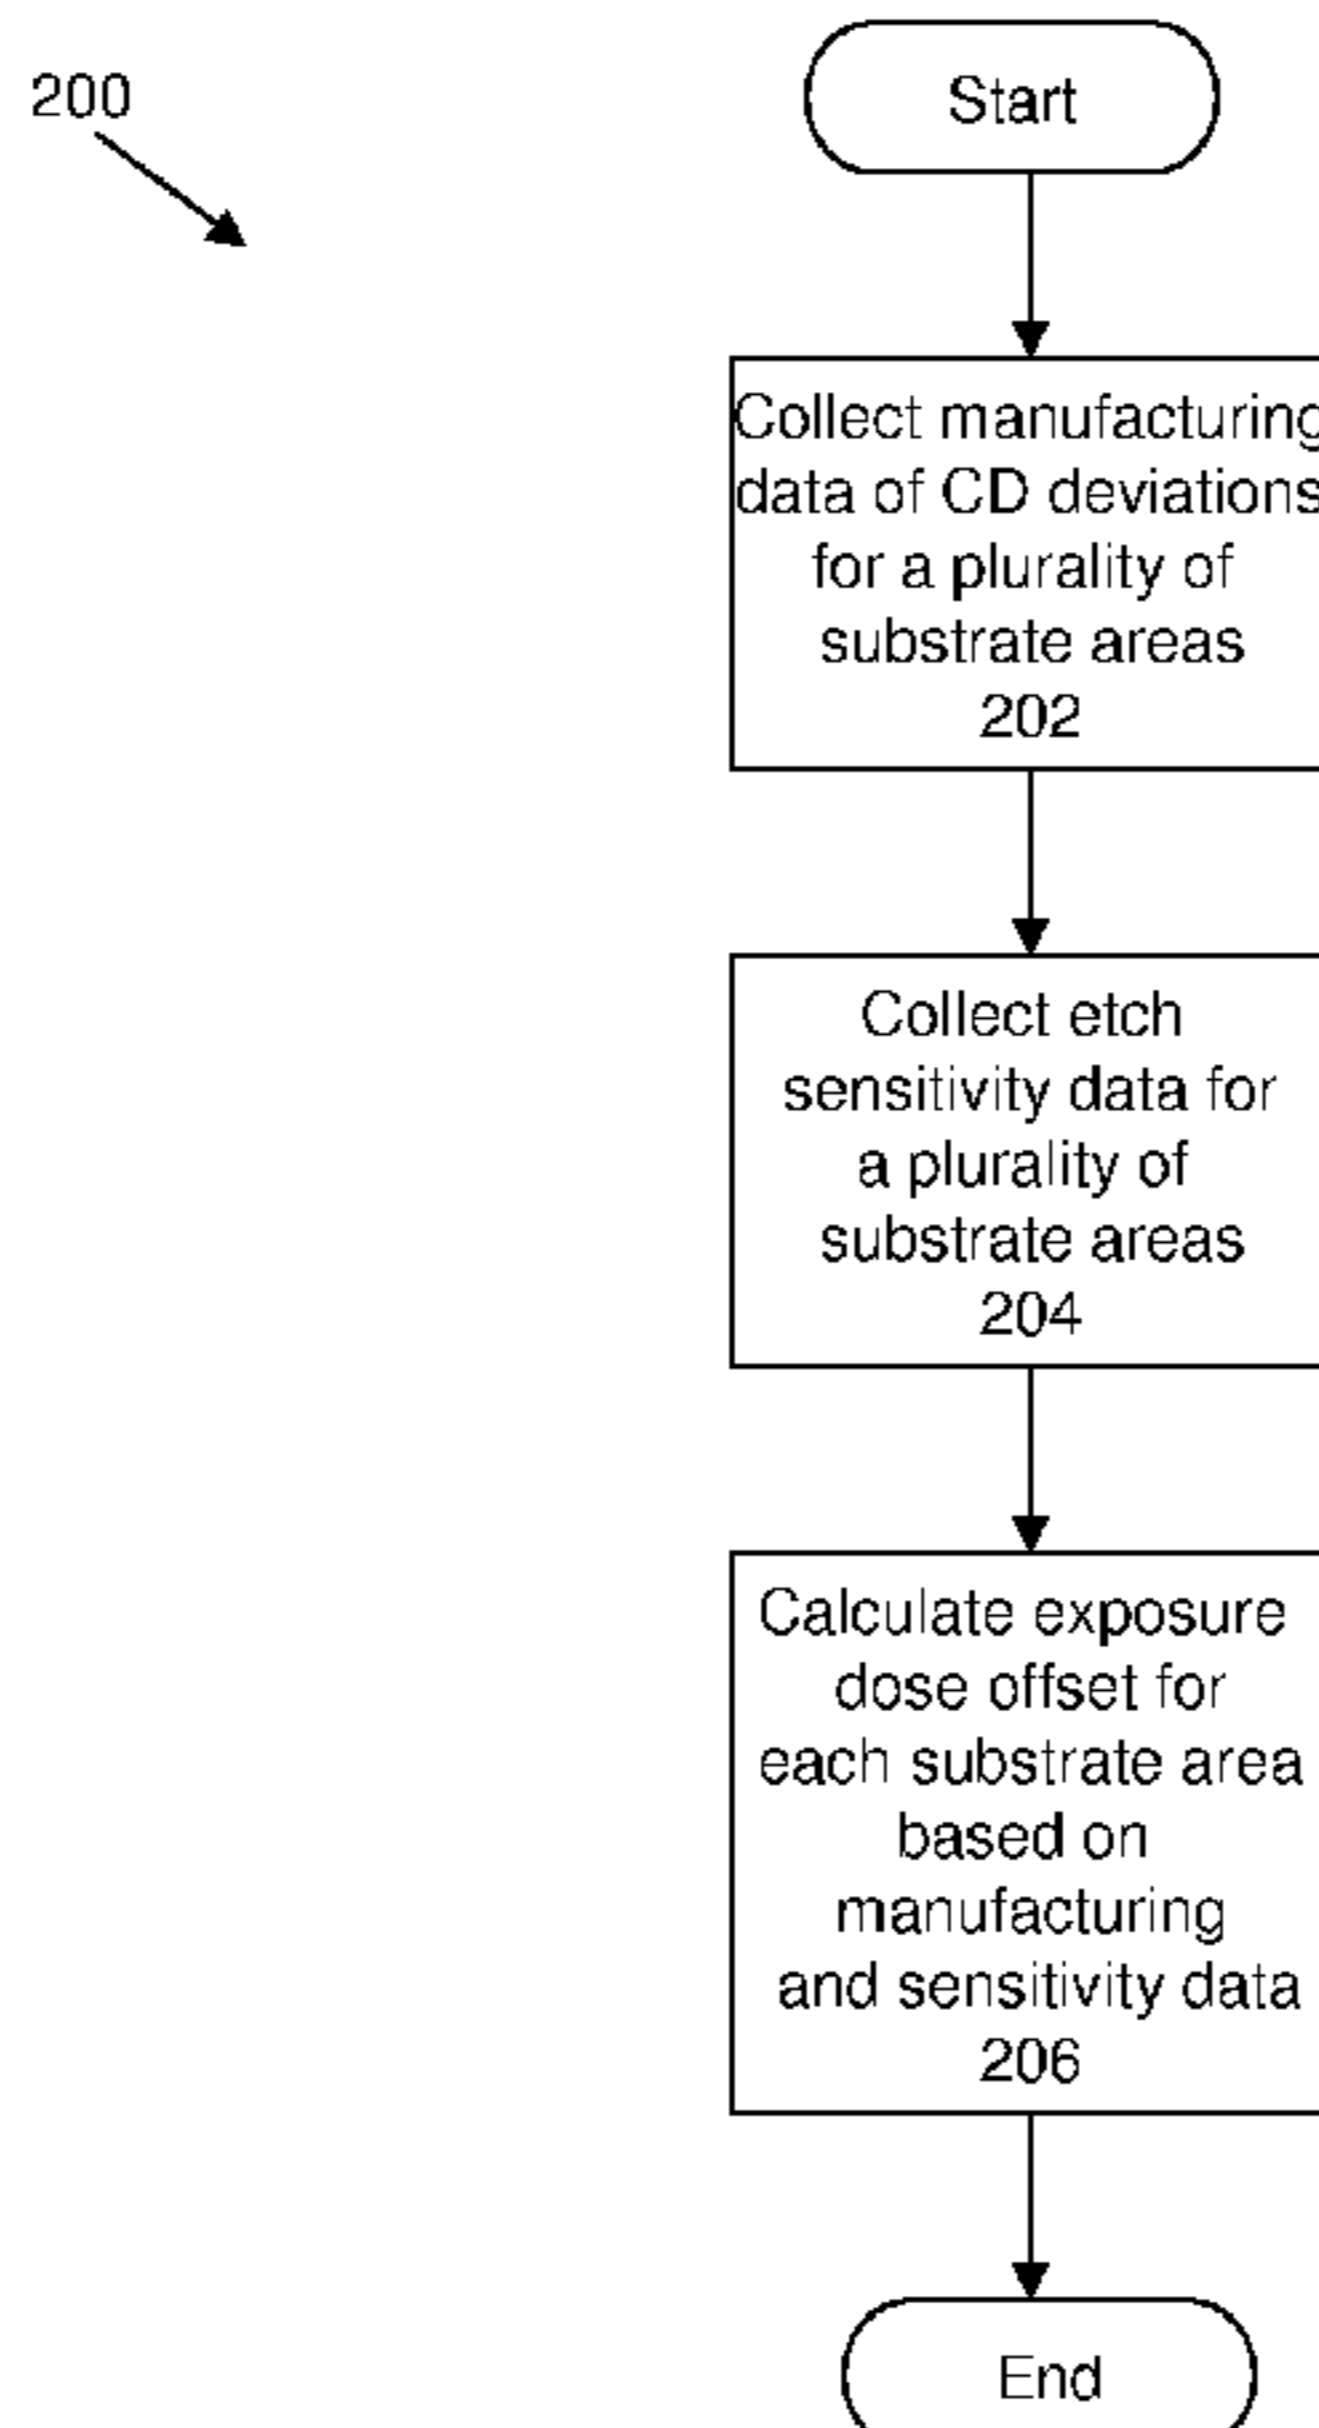 200
Start
Collect manufacturing
data of CD deviations
for a plurality of
substrate areas
202
Collect etch
sensitivity data for
a plurality of
substrate areas
204
Calculate exposure
dose offset for
each substrate area
based on
manufacturing
and sensitivity data
206
End